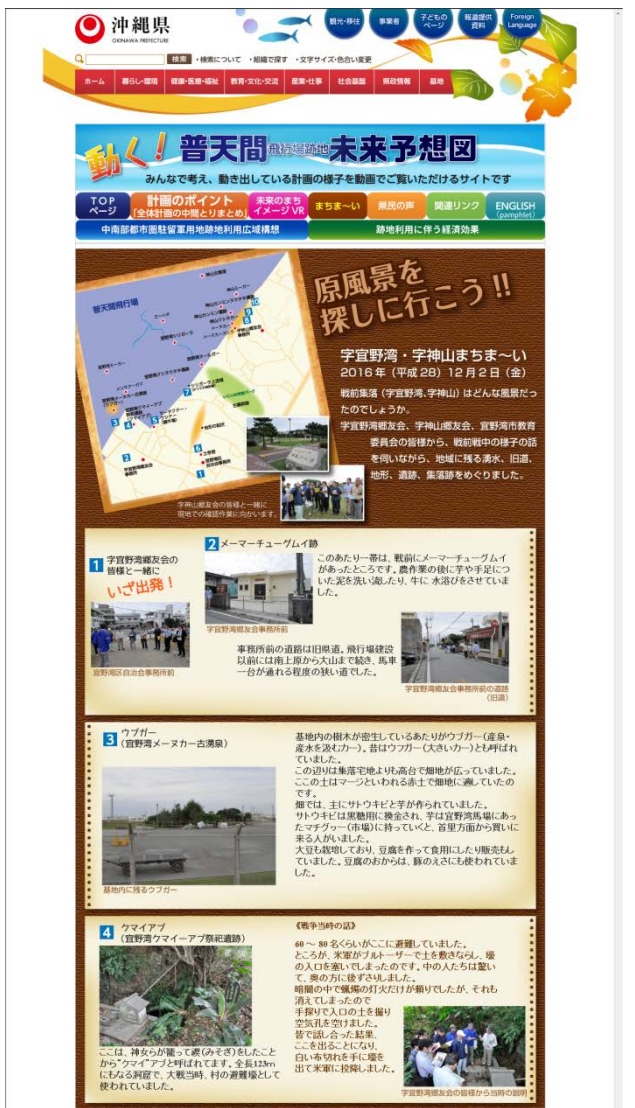 沖縄県
OKINAWA PREFECTURE
観光・移住
事業者
子どもの
ページ
報道提供
資料
Foreign
Language
検索
・検索について
・組織で探す
・文字サイズ・色合い変更
ホーム
暮らし・環境
健康・医療・福祉
教育・文化・交流
産業・仕事
社会基盤
県政情報
基地
動く!普天間飛行場跡地未来予想図
みんなで考え、動き出している計画の様子を動画でご覧いただけるサイトです
TOP
ページ
計画のポイント
「全体計画の中間とりまとめ」
未来のまち
イメージVR
まちま~い
県民の声
関連リンク
ENGLISH
(pamphlet)
中南部都市圏駐留軍用地跡地利用広域構想
跡地利用に伴う経済効果
普天間飛行場
原風景を
探しに行こう!!
字宜野湾・字神山まちま~い
2016年(平成28)12月2日(金)
戦前集落(字宜野湾、字神山)はどんな風景だっ
たのでしょうか。
字宜野湾郷友会、字神山郷友会、宜野湾市教育
委員会の皆様から、戦前戦中の様子の話
を伺いながら、地域に残る湧水、旧道、
地形、遺跡、集落跡をめぐりました。
字神山郷友会の皆様と一緒に
現地での確認作業に向かいます。
1 字宜野湾郷友会の
皆様と一緒に
いざ出発!
宜野湾区自治会事務所前
2 メーマーチューグムイ跡
字宜野湾郷友会事務所前
このあたり一帯は、戦前にメーマーチューグムイ
があったところです。農作業の後に芋や手足につ
いた泥を洗い流したり、牛に 水浴びをさせていま
した。
事務所前の道路は旧県道。飛行場建設
以前には南上原から大山まで続き、馬車
一台が通れる程度の狭い道でした。
字宜野湾郷友会事務所前の道路
(旧道)
3 ウブガー
(宜野湾メーヌカー古湧泉)
基地内に残るウブガー
基地内の樹木が密生しているあたりがウブガー(産泉・
産水を汲むカー)。昔はウフガー(大さいカー)とも呼ばれ
ていました。
この辺りは集落宅地よりも高台で畑地が広っていました。
ここの土はマージといわれる赤土で畑地に適していたの
です。
畑では、主にサトウキビと芋が作られていました。
サトウキビは黒糖用に換金され、芋は宜野湾馬場にあっ
たマチグゥー(市場)に持っていくと、首里方面から買いに
来る人がいました。
大豆も栽培しており、豆腐を作って食用にしたり販売もし
ていました。豆腐のおからは、豚のえさにも使われていま
した。
4 クマイアブ
(宜野湾クマイーアブ祭祀遺跡)
ここは、神女らが籠って禊(みそぎ)をしたこと
から"クマイ"アブと呼ばれてます。全長123m
にもなる洞窟で、大戦当時、村の避難壕として
使われていました。
《戦争当時の話》
60 ~ 80 名くらいがここに避難していました。
ところが、米軍がブルトーザーで土を敷きならし、壕
の入口を塞いでしまったのです。中の人たちは驚い
て、奥の方に後ずさりしました。
暗闇の中で蝋燭の灯火だけが頼りでしたが、それも
消えてしまったので
手探りで入口の土を掘り
空気孔を空けました。
皆で話し合った結果、
ここを出ることになり、
白い布切れを手に壕を
出て米軍に投降しました。
字宜野湾郷友会の皆様から当時の説明